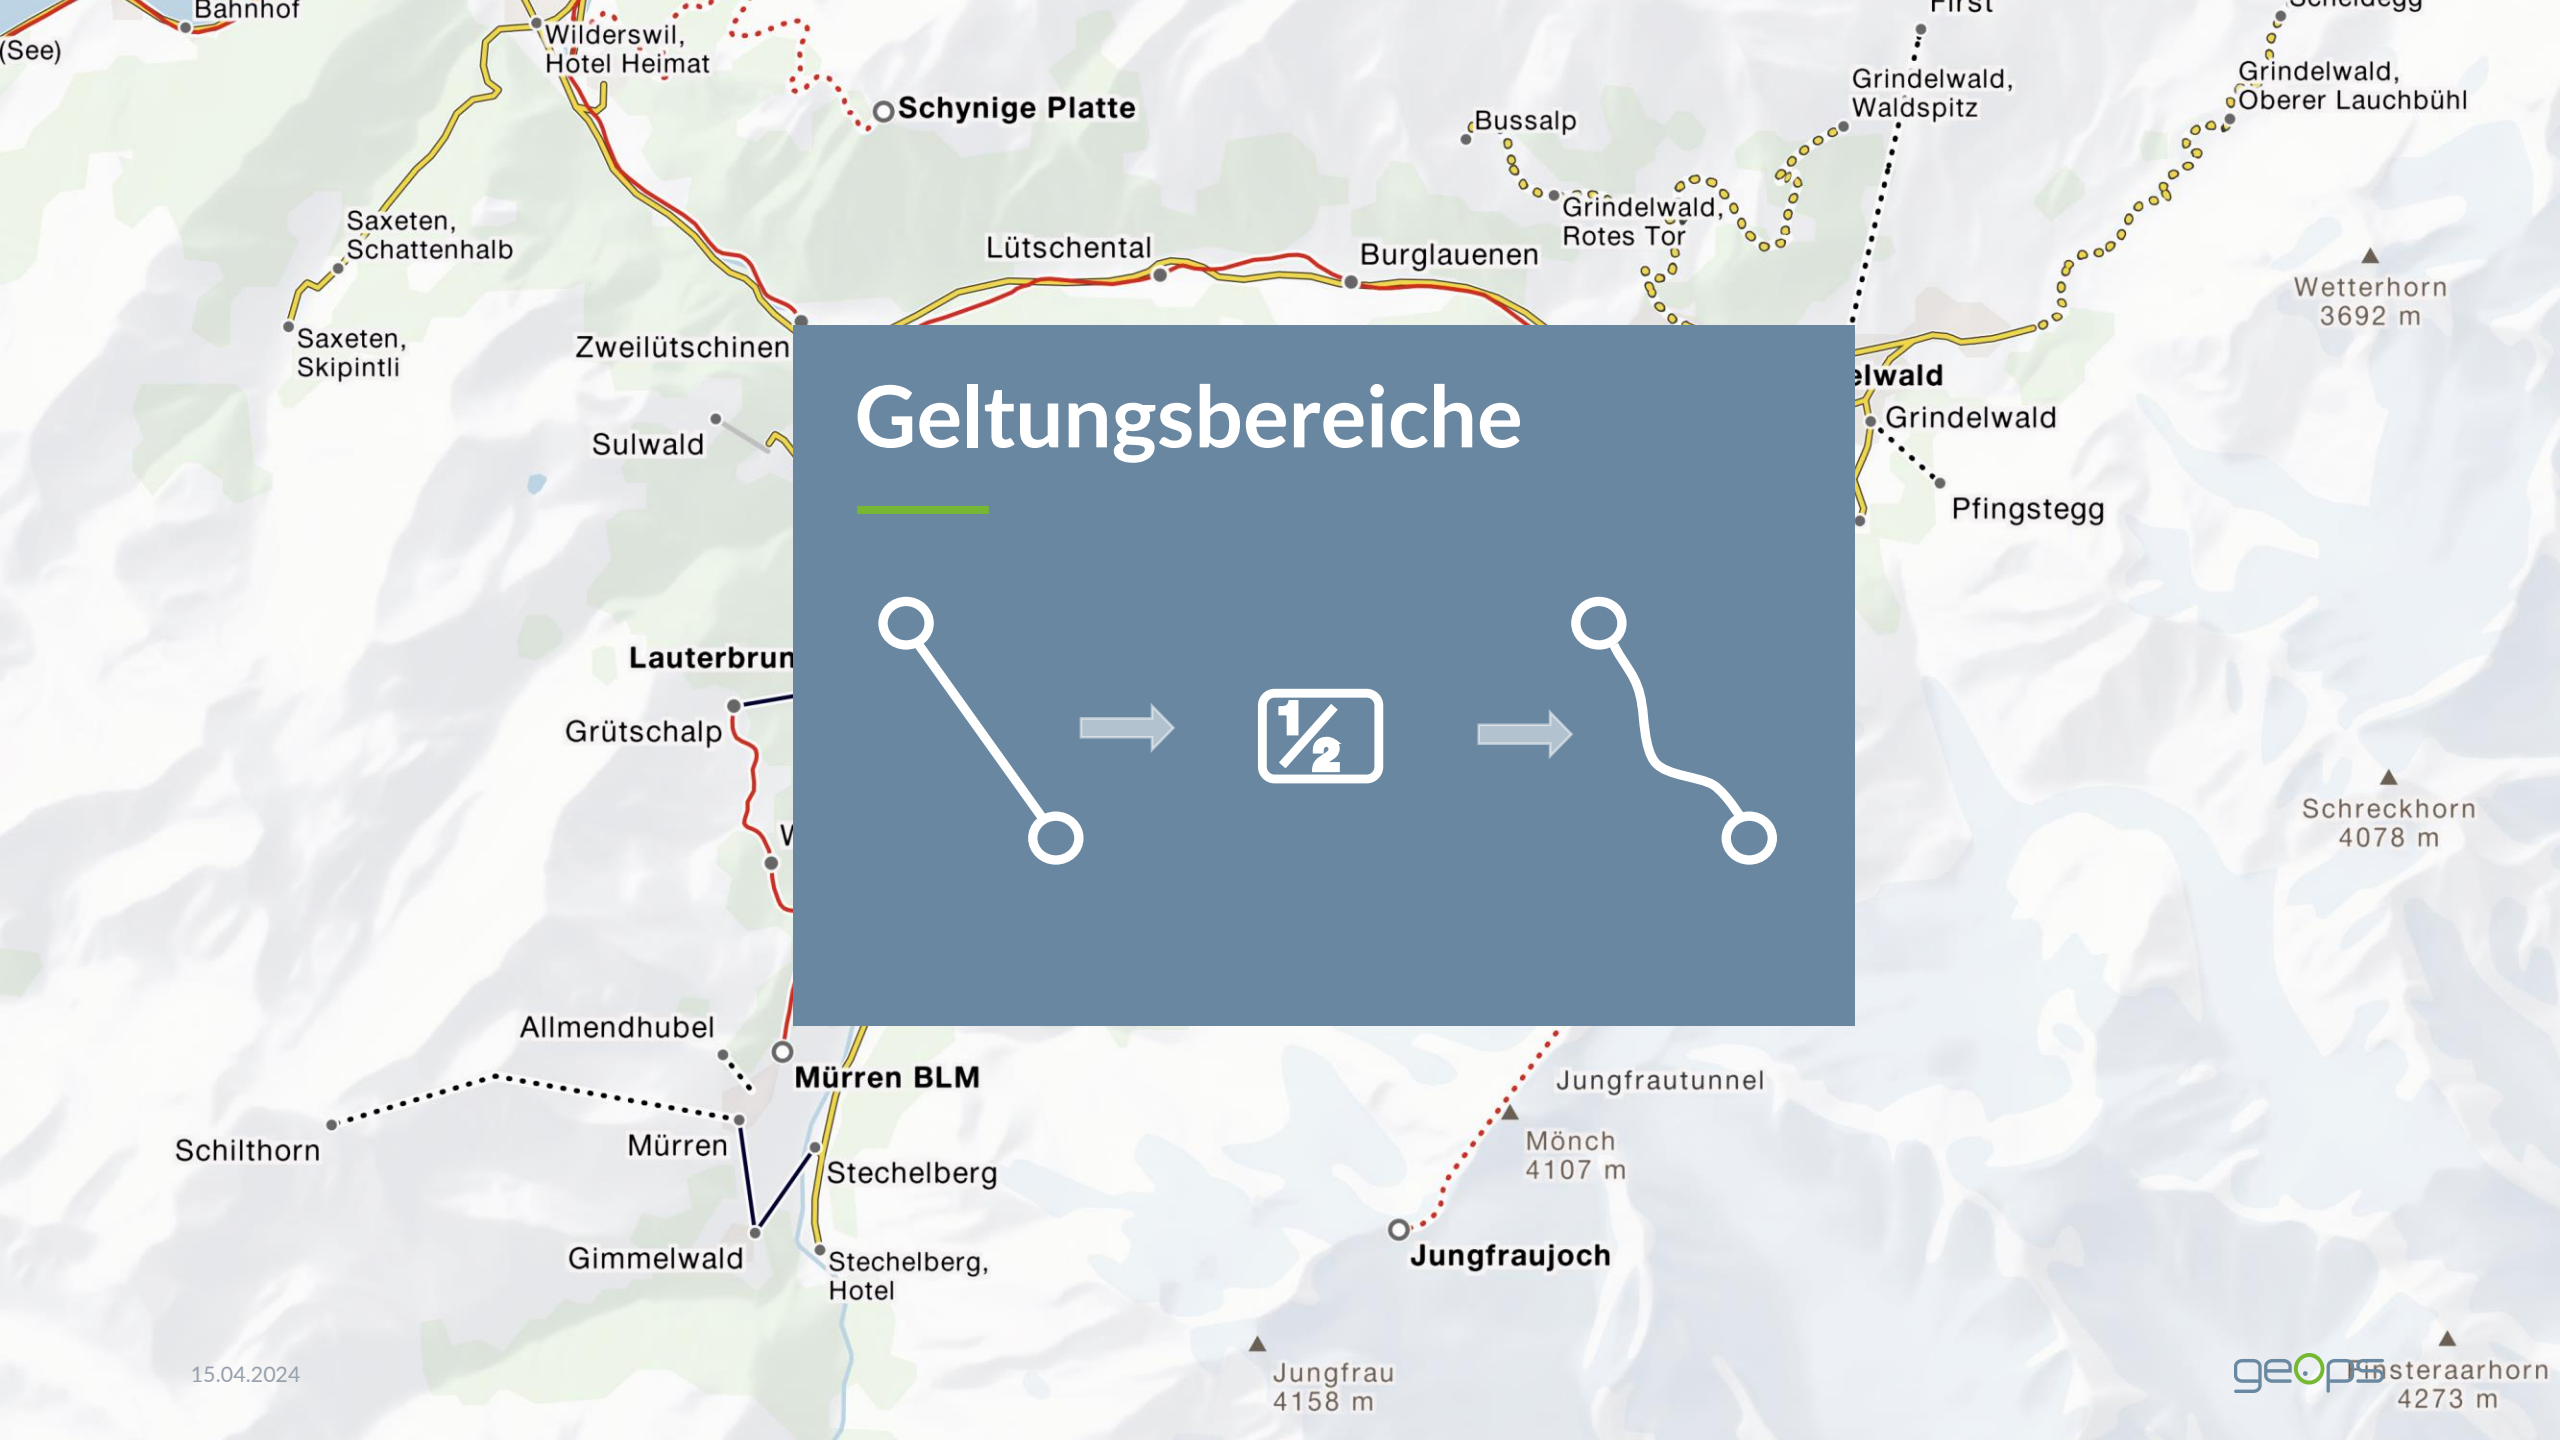 Bahnhof
(See)
Wilderswil,
Hotel Heimat
Schynige Platte
First
Grindelwald,
Waldspitz
Grindelwald,
Oberer Lauchbühl
Bussalp
Grindelwald,
Rotes Tor
Saxeten,
Schattenhalb
Lütschental
Burglauenen
Wetterhorn
3692 m
Saxeten,
Skipintli
Zweilütschinen
elwald
Geltungsbereiche
Grindelwald
Sulwald
Pfingstegg
Lauterbrun
Grütschalp
1/2
Schreckhorn
4078 m
W
Allmendhubel
Mürren BLM
Jungfrautunnel
Mönch
4107 m
Schilthorn
Mürren
Stechelberg
Gimmelwald
Stechelberg,
Hotel
Jungfraujoch
15.04.2024
Jungfrau
4158 m
geOps
Finsteraarhorn
4273 m